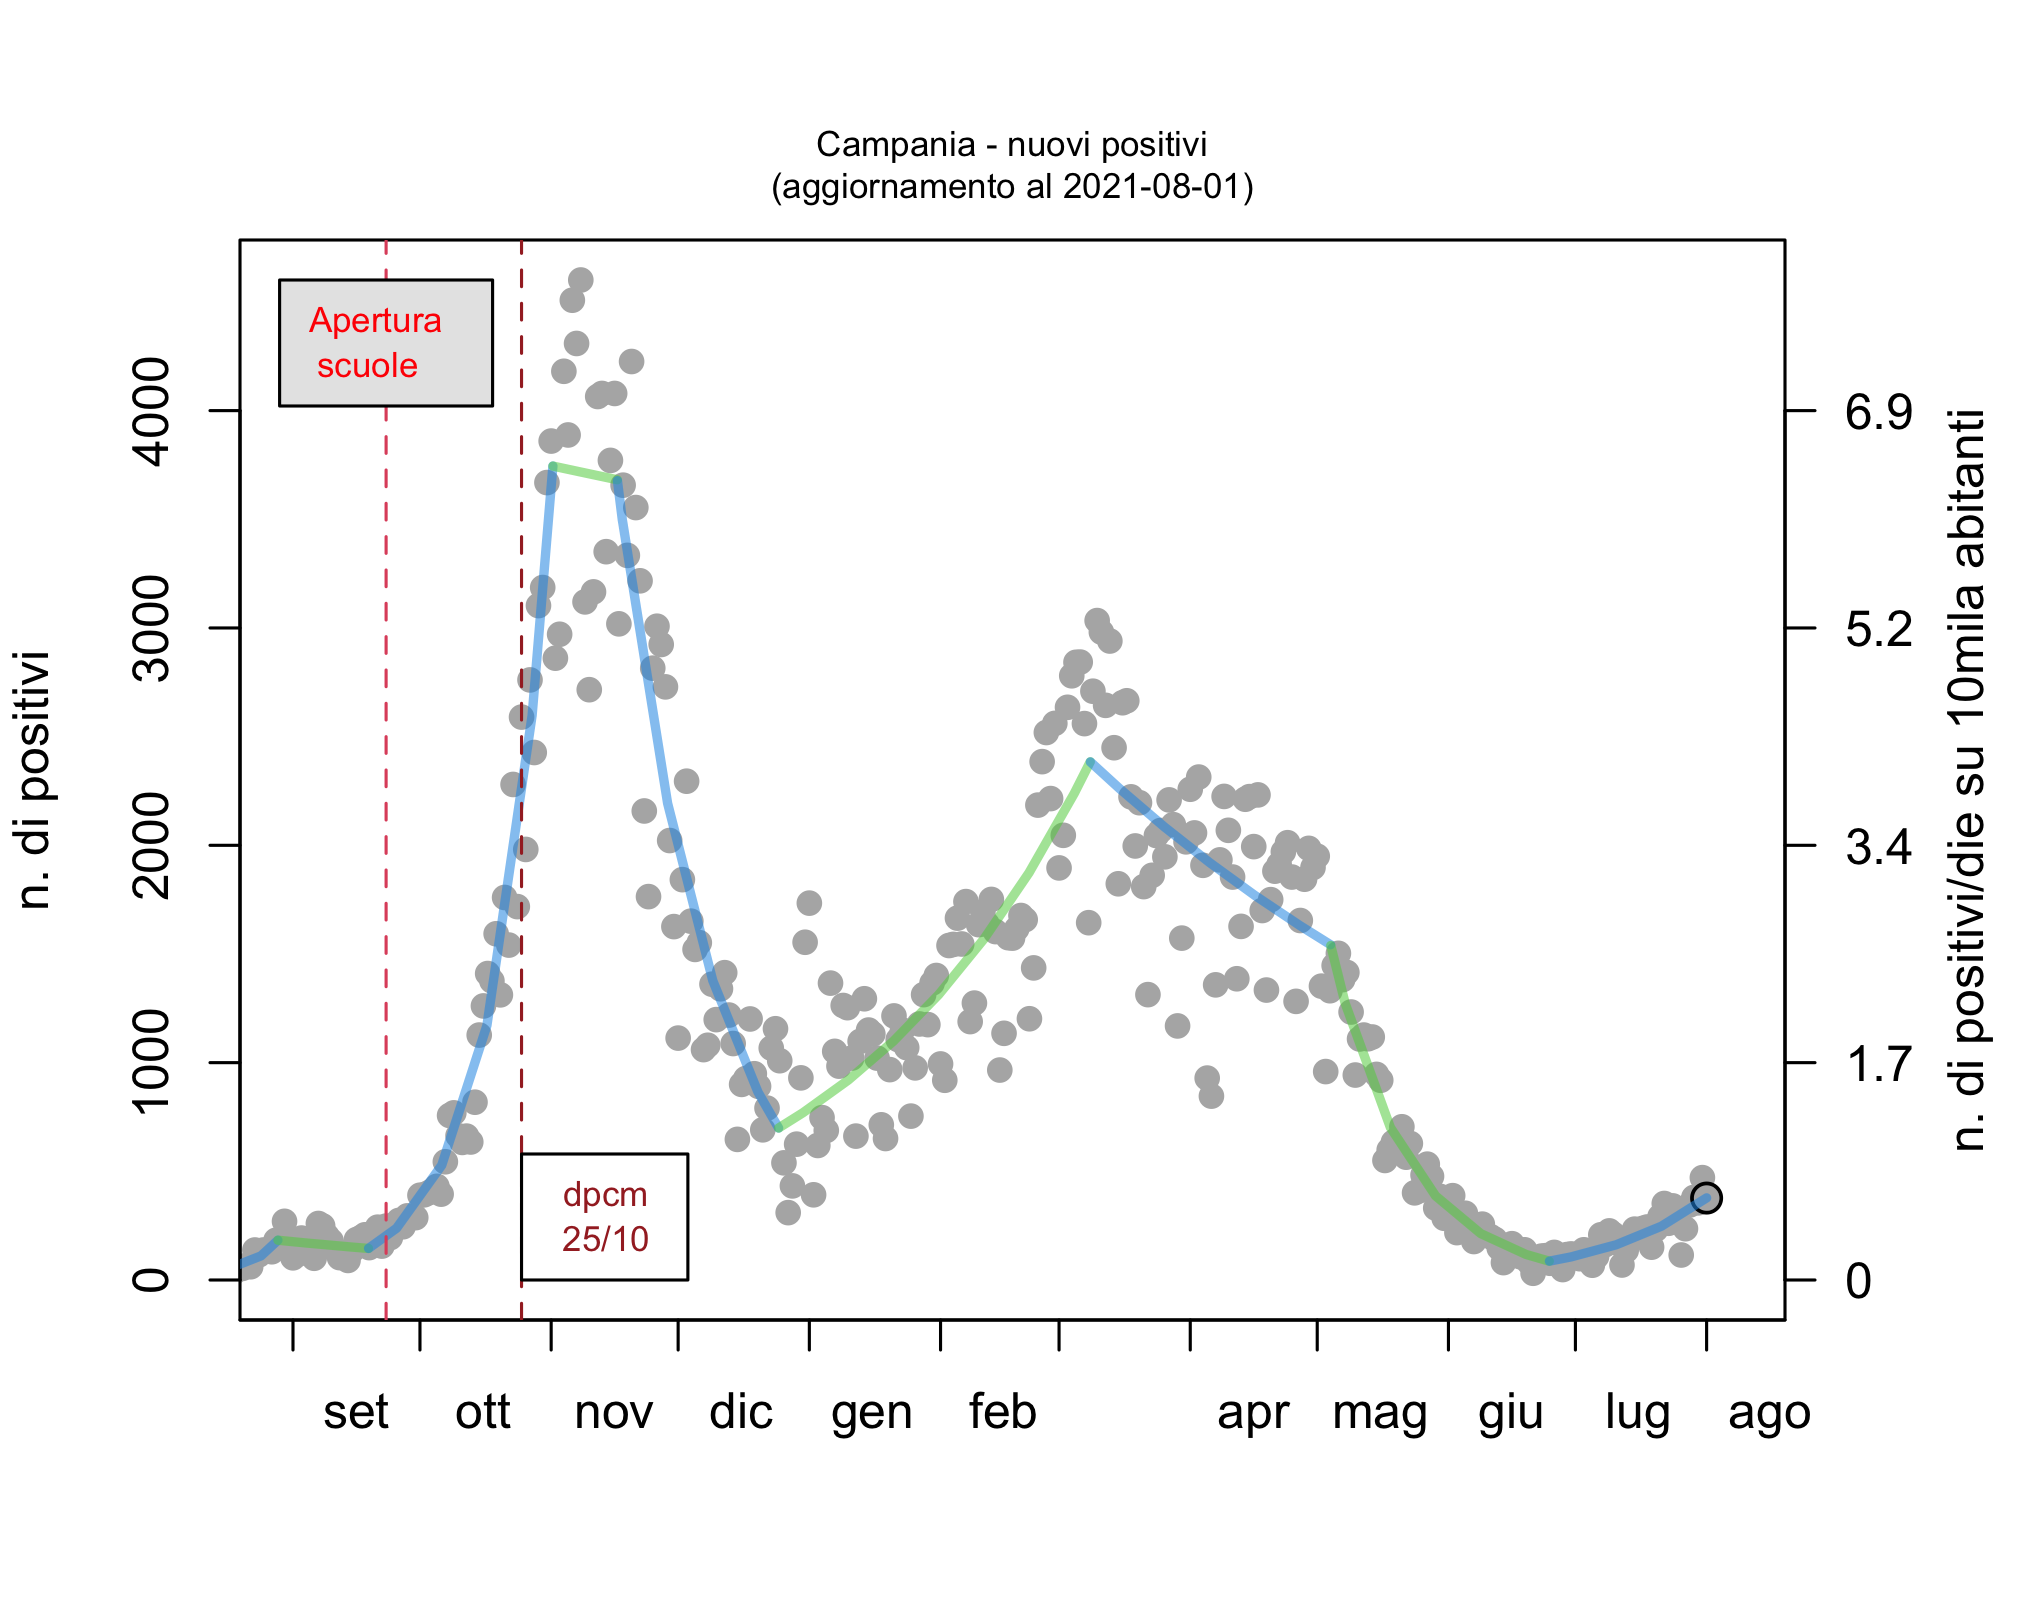 Campania - nuovi positivi
(aggiornamento al 2021-08-01)
Apertura
scuole
dpcm
25/10
n. di positivi
0
1000
2000
3000
4000
0
1.7
3.4
5.2
6.9
n. di positivi/die su 10mila abitanti
set ott nov dic gen feb apr mag giu lug ago